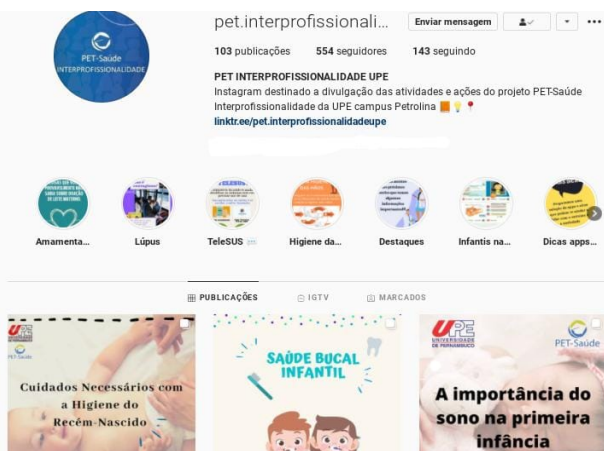 pet.interprofissionali...
Enviar mensagem
103 publicações 554 seguidores 143 seguindo
PET INTERPROFISSIONALIDADE UPE
Instagram destinado a divulgação das atividades e ações do projeto PETSaúde
Interprofissionalidade da UPE campus Petrolina
linktr.ee/pet.interprofissionalidadeupe
PET-Saúde
INTERPROFISSIONALIDADE
Amamenta...
Lúpus
TeleSUS
Higiene da...
Destaques
Infantis na...
Dicas apps...
PUBLICAÇÕES
IGTV
MARCADOS
UPE
PET-Saúde
Cuidados Necessários com
a Higiene do
Recém-Nascido
SAÚDE BUCAL
INFANTIL
UPE
UNIVERSIDADE
DE PERNAMBUCO
PET-Saúde
A importância do
sono na primeira
infância